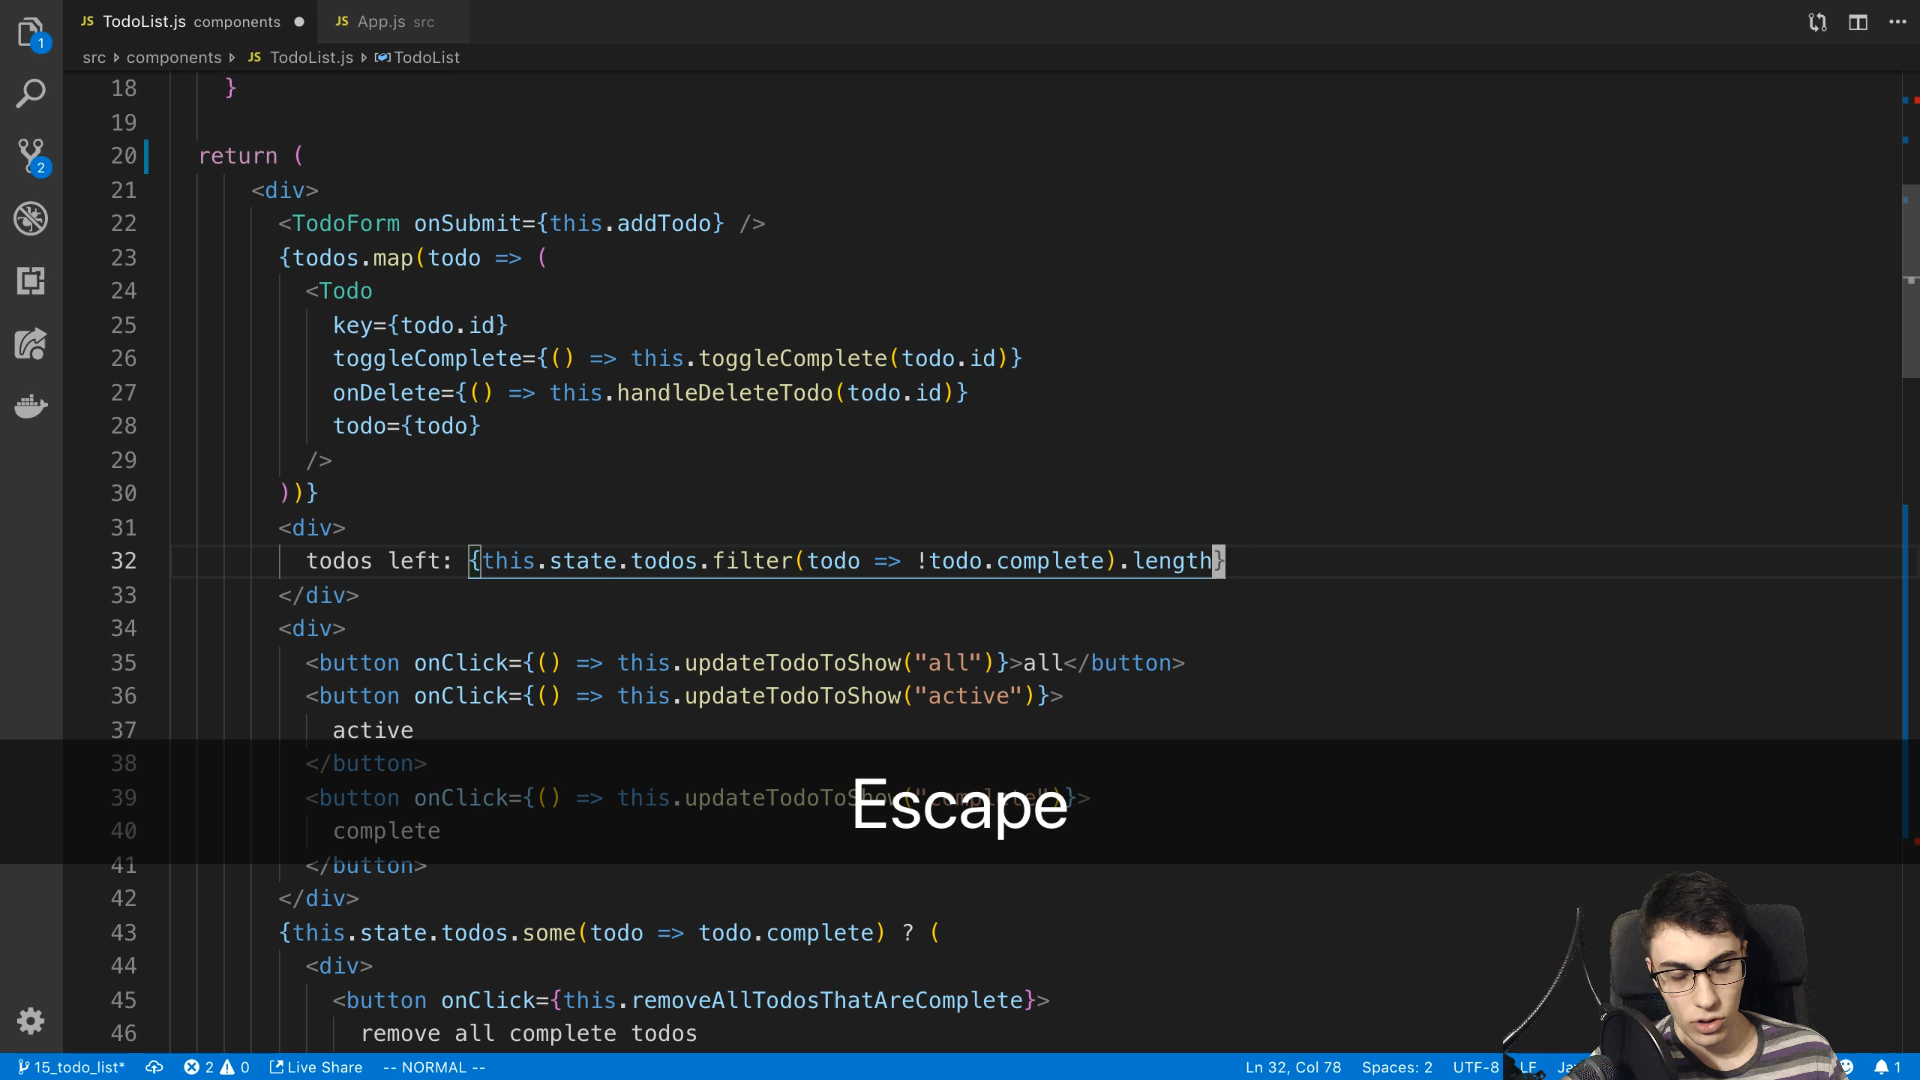 JS TodoList.js components ●
JS App.js src
src components JS TodoList.js TodoList
1
2
18 }
19
20 return (
21 <div>
22 <TodoForm onSubmit={this.addTodo} />
23 {todos.map(todo => (
24 <Todo
25 key={todo.id}
26 toggleComplete={() => this.toggleComplete(todo.id)}
27 onDelete={() => this.handleDeleteTodo(todo.id)}
28 todo={todo}
29 />
30 ))}
31 <div>
32 todos left: {this.state.todos.filter(todo => !todo.complete).length}
33 </div>
34 <div>
35 <button onClick={() => this.updateTodoToShow("all")}>all</button>
36 <button onClick={() => this.updateTodoToShow("active")}>
37 active
38 </button>
39 <button onClick={() => this.updateTodoToShow("complete")}>
Escape
40 complete
41 </button>
42 </div>
43 {this.state.todos.some(todo => todo.complete) ? (
44 <div>
45 <button onClick={this.removeAllTodosThatAreComplete}>
46 remove all complete todos
15_todo_list* 2 0 Live Share -- NORMAL -- Ln 32, Col 78 Spaces: 2 UTF-8 LF 1